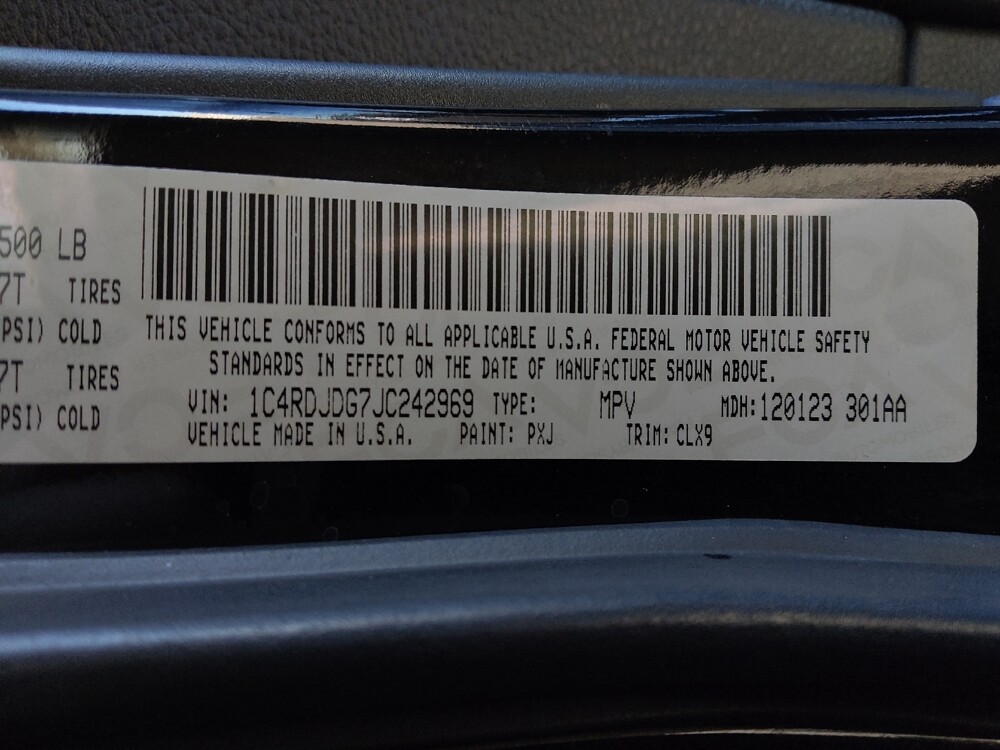 500 LB
7T TIRES
PSI) COLD
7T TIRES
PSI) COLD
THIS VEHICLE CONFORMS TO ALL APPLICABLE U.S.A. FEDERAL MOTOR VEHICLE SAFETY
STANDARDS IN EFFECT ON THE DATE OF MANUFACTURE SHOWN ABOVE.
VIN: 1C4RDJDG7JC242969 TYPE: MPV MDH:120123 301AA
VEHICLE MADE IN U.S.A. PAINT: PXJ TRIM: CLX9